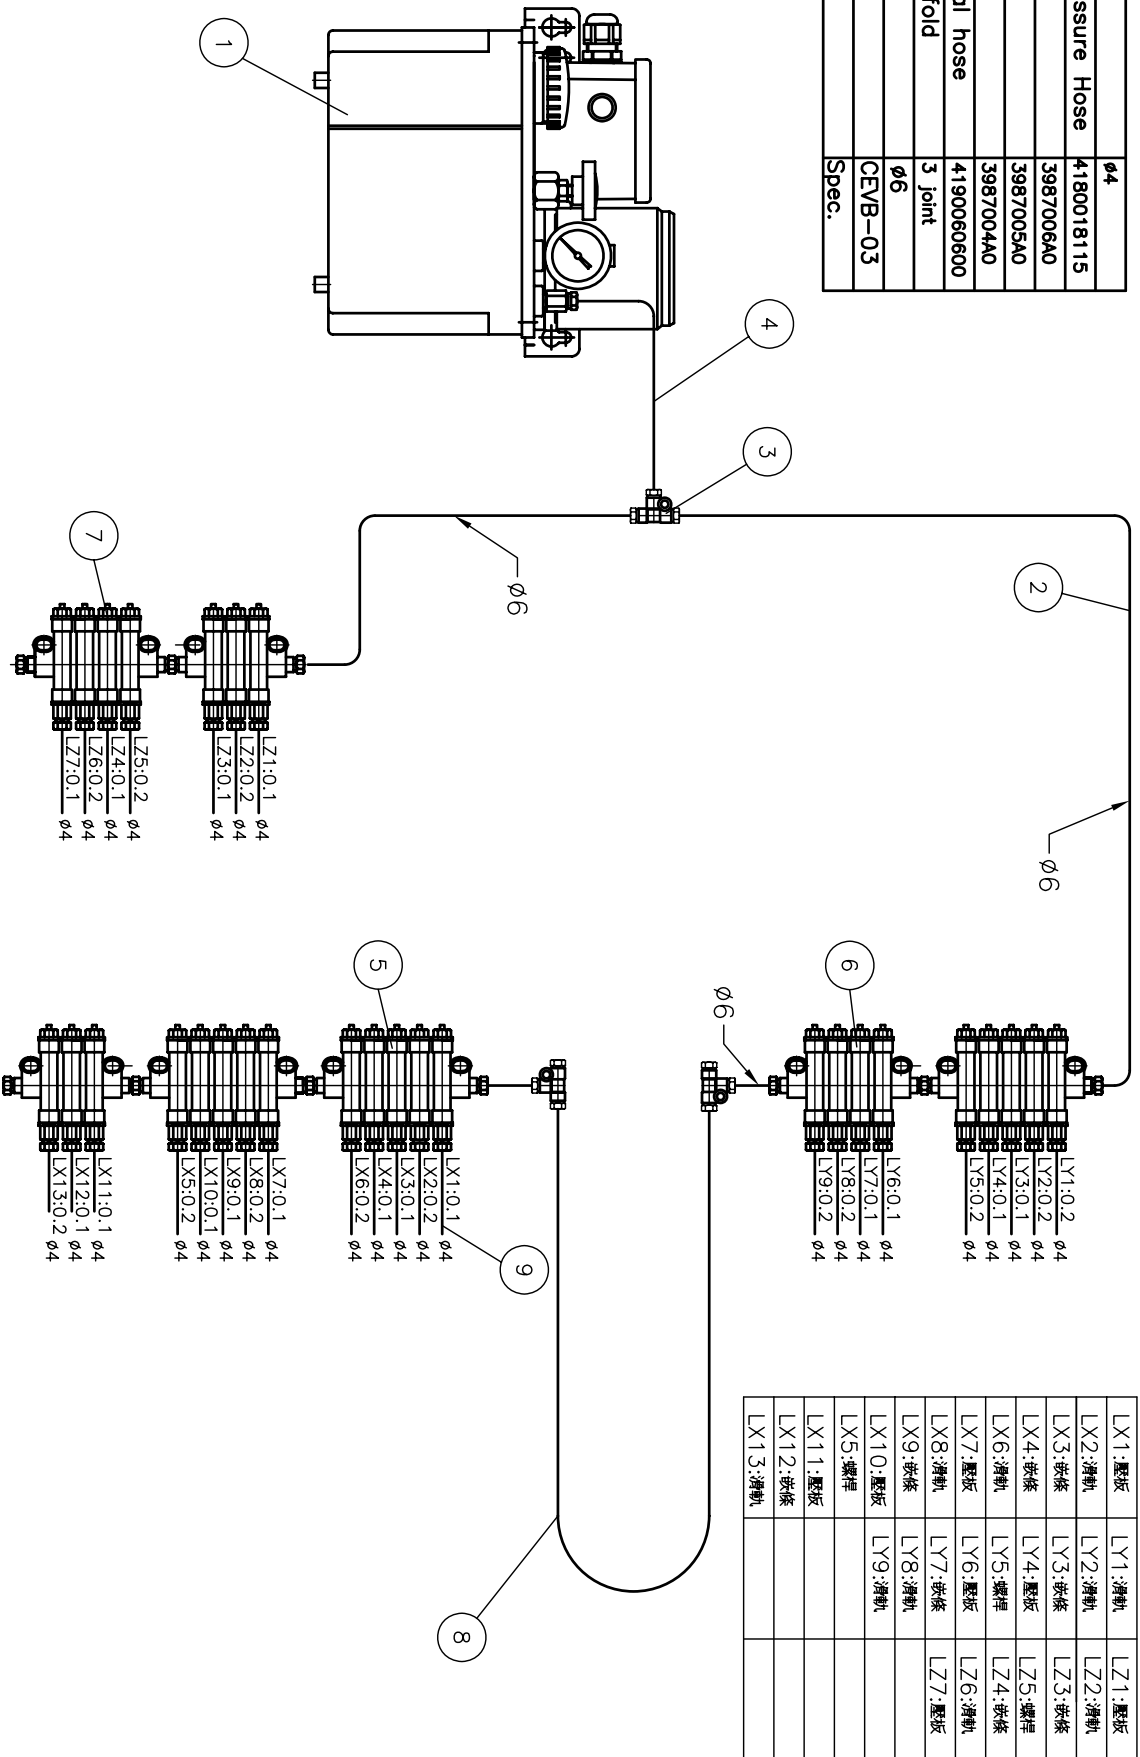 ø4
ssure Hose 4180018115
3987006A0
3987005A0
3987004A0
al hose 4190060600
fold 3 joint
ø6
CEVB-03
Spec.
1
4
3
2
7
ø6
ø6
5
6
ø6
9
8
LZ1:0.1 ø4
LZ2:0.2 ø4
LZ3:0.1 ø4
LZ5:0.2 ø4
LZ4:0.1 ø4
LZ6:0.2 ø4
LZ7:0.1 ø4
LY1:0.2 ø4
LY2:0.2 ø4
LY3:0.1 ø4
LY4:0.1 ø4
LY5:0.2 ø4
LY6:0.1 ø4
LY7:0.1 ø4
LY8:0.2 ø4
LY9:0.2 ø4
LX1:0.1 ø4
LX2:0.2 ø4
LX3:0.1 ø4
LX4:0.1 ø4
LX6:0.2 ø4
LX7:0.1 ø4
LX8:0.2 ø4
LX9:0.1 ø4
LX10:0.1 ø4
LX5:0.2 ø4
LX11:0.1 ø4
LX12:0.1 ø4
LX13:0.2 ø4
LX1:壓板 LY1:滑軌 LZ1:壓板
LX2:滑軌 LY2:滑軌 LZ2:滑軌
LX3:嵌條 LY3:嵌條 LZ3:嵌條
LX4:嵌條 LY4:壓板 LZ5:螺桿
LX6:滑軌 LY5:螺桿 LZ4:嵌條
LX7:壓板 LY6:壓板 LZ6:滑軌
LX8:滑軌 LY7:嵌條 LZ7:壓板
LX9:嵌條 LY8:滑軌
LX10:壓板 LY9:滑軌
LX5:螺桿
LX11:壓板
LX12:嵌條
LX13:滑軌